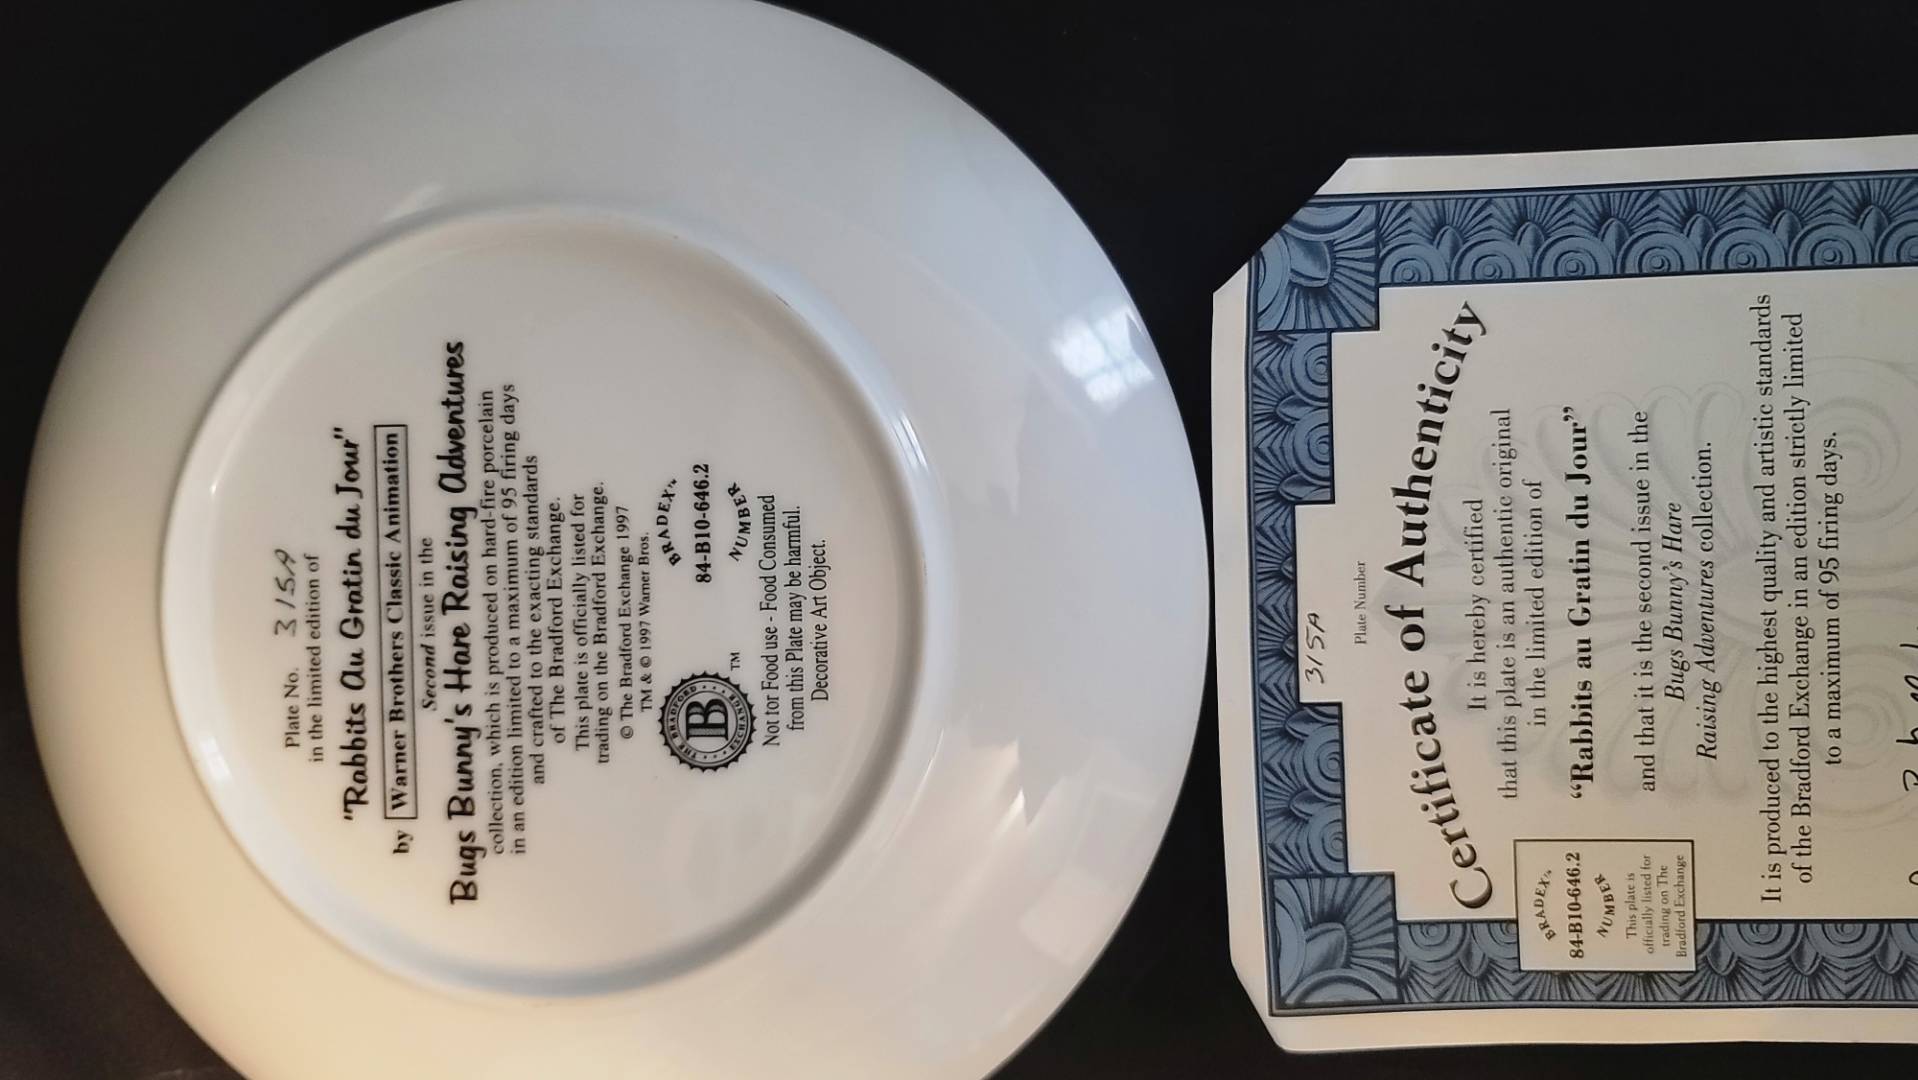 Plate No. 315A
in the limited edition of
"Rabbits Au Gratin du Jour"
by Warner Brothers Classic Animation
Second issue in the
Bugs Bunny's Hare Raising Adventures
collection, which is produced on hard-fire porcelain
in an edition limited to a maximum of 95 firing days
and crafted to the exacting standards
of The Bradford Exchange.
This plate is officially listed for
trading on the Bradford Exchange.
© The Bradford Exchange 1997
TM & © 1997 Warner Bros.
THE BRADFORD
B
EXCHANGE
TM
BRADEX™
84-B10-646.2
NUMBER
Not for Food use - Food Consumed
from this Plate may be harmful.
Decorative Art Object.
315A
Plate Number
Certificate of Authenticity
It is hereby certified
that this plate is an authentic original
in the limited edition of
“Rabbits au Gratin du Jour”
and that it is the second issue in the
Bugs Bunny's Hare
Raising Adventures collection.
It is produced to the highest quality and artistic standards
of the Bradford Exchange in an edition strictly limited
to a maximum of 95 firing days.
BRADEX™
84-B10-646.2
NUMBER
This plate is
officially listed for
trading on The
Bradford Exchange